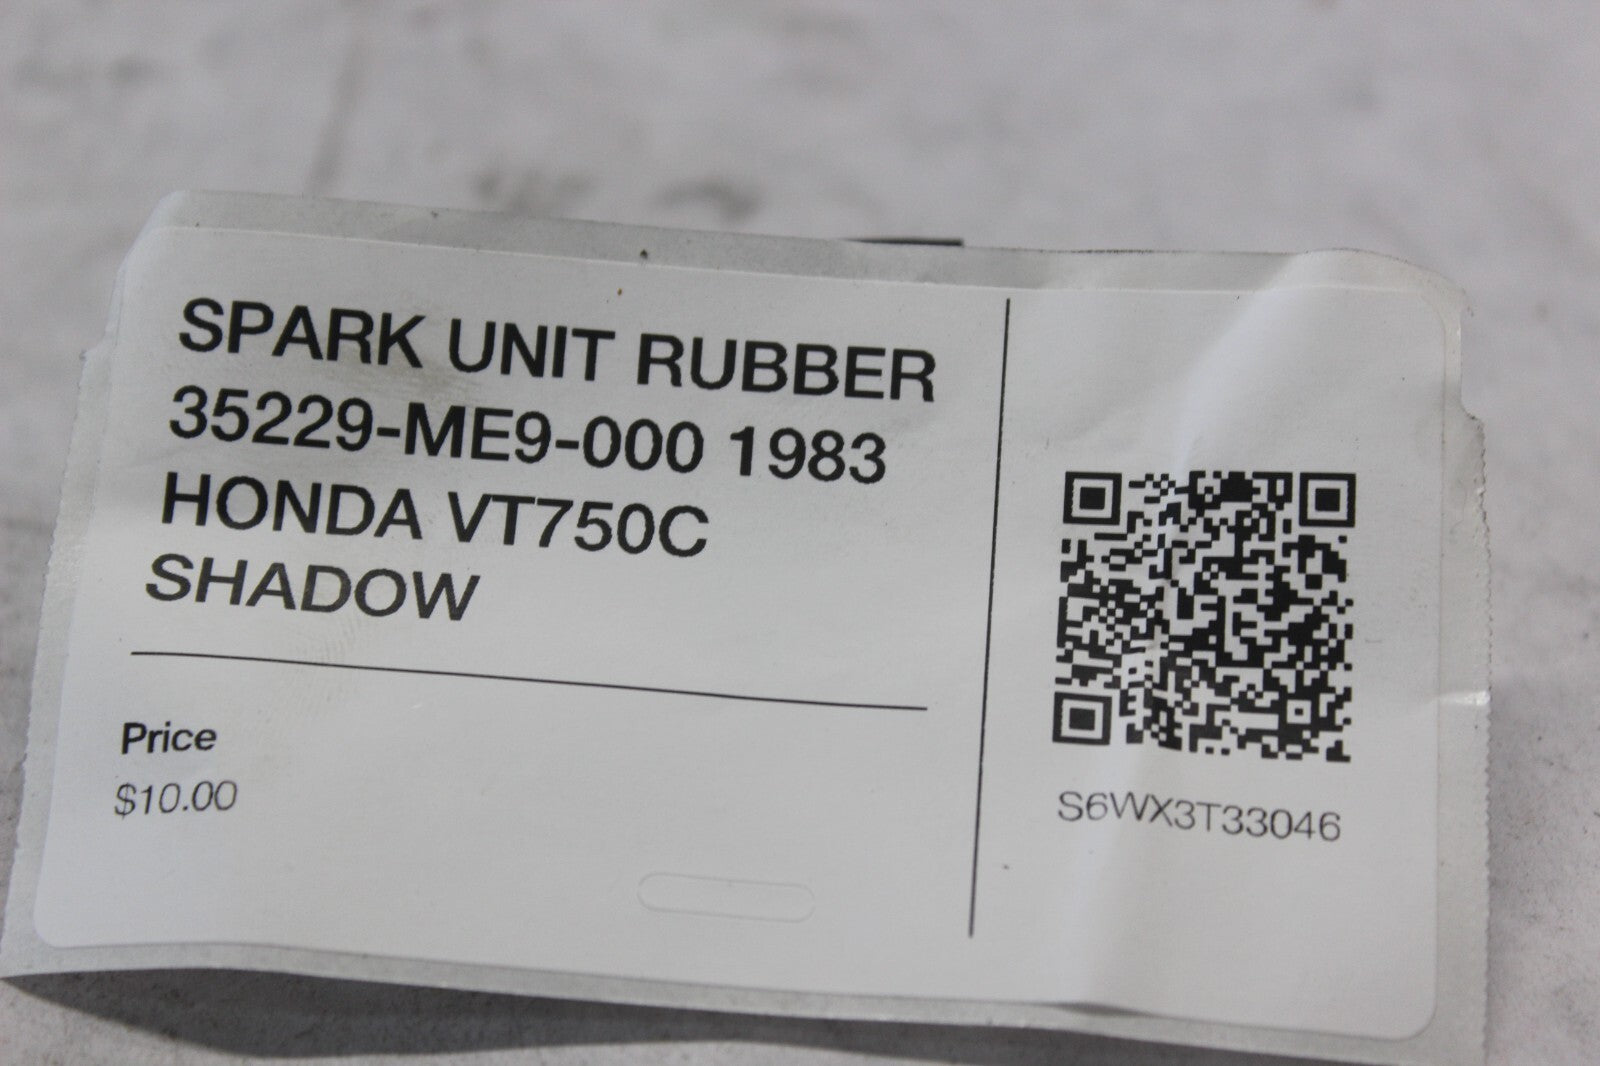 SPARK UNIT RUBBER
35229-ME9-000 1983
HONDA VT750C
SHADOW
Price
$10.00
S6WX3T33046